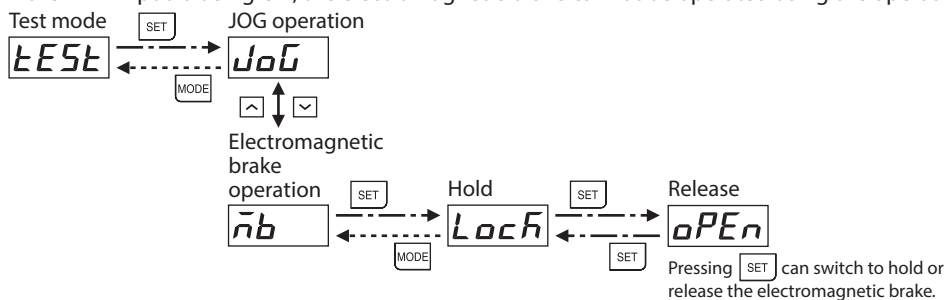 Test mode SET JOG operation
tESt JoG
MODE
Electromagnetic
brake
operation SET Hold SET Release
mb LocK oPEn
MODE SET
Pressing SET can switch to hold or
release the electromagnetic brake.